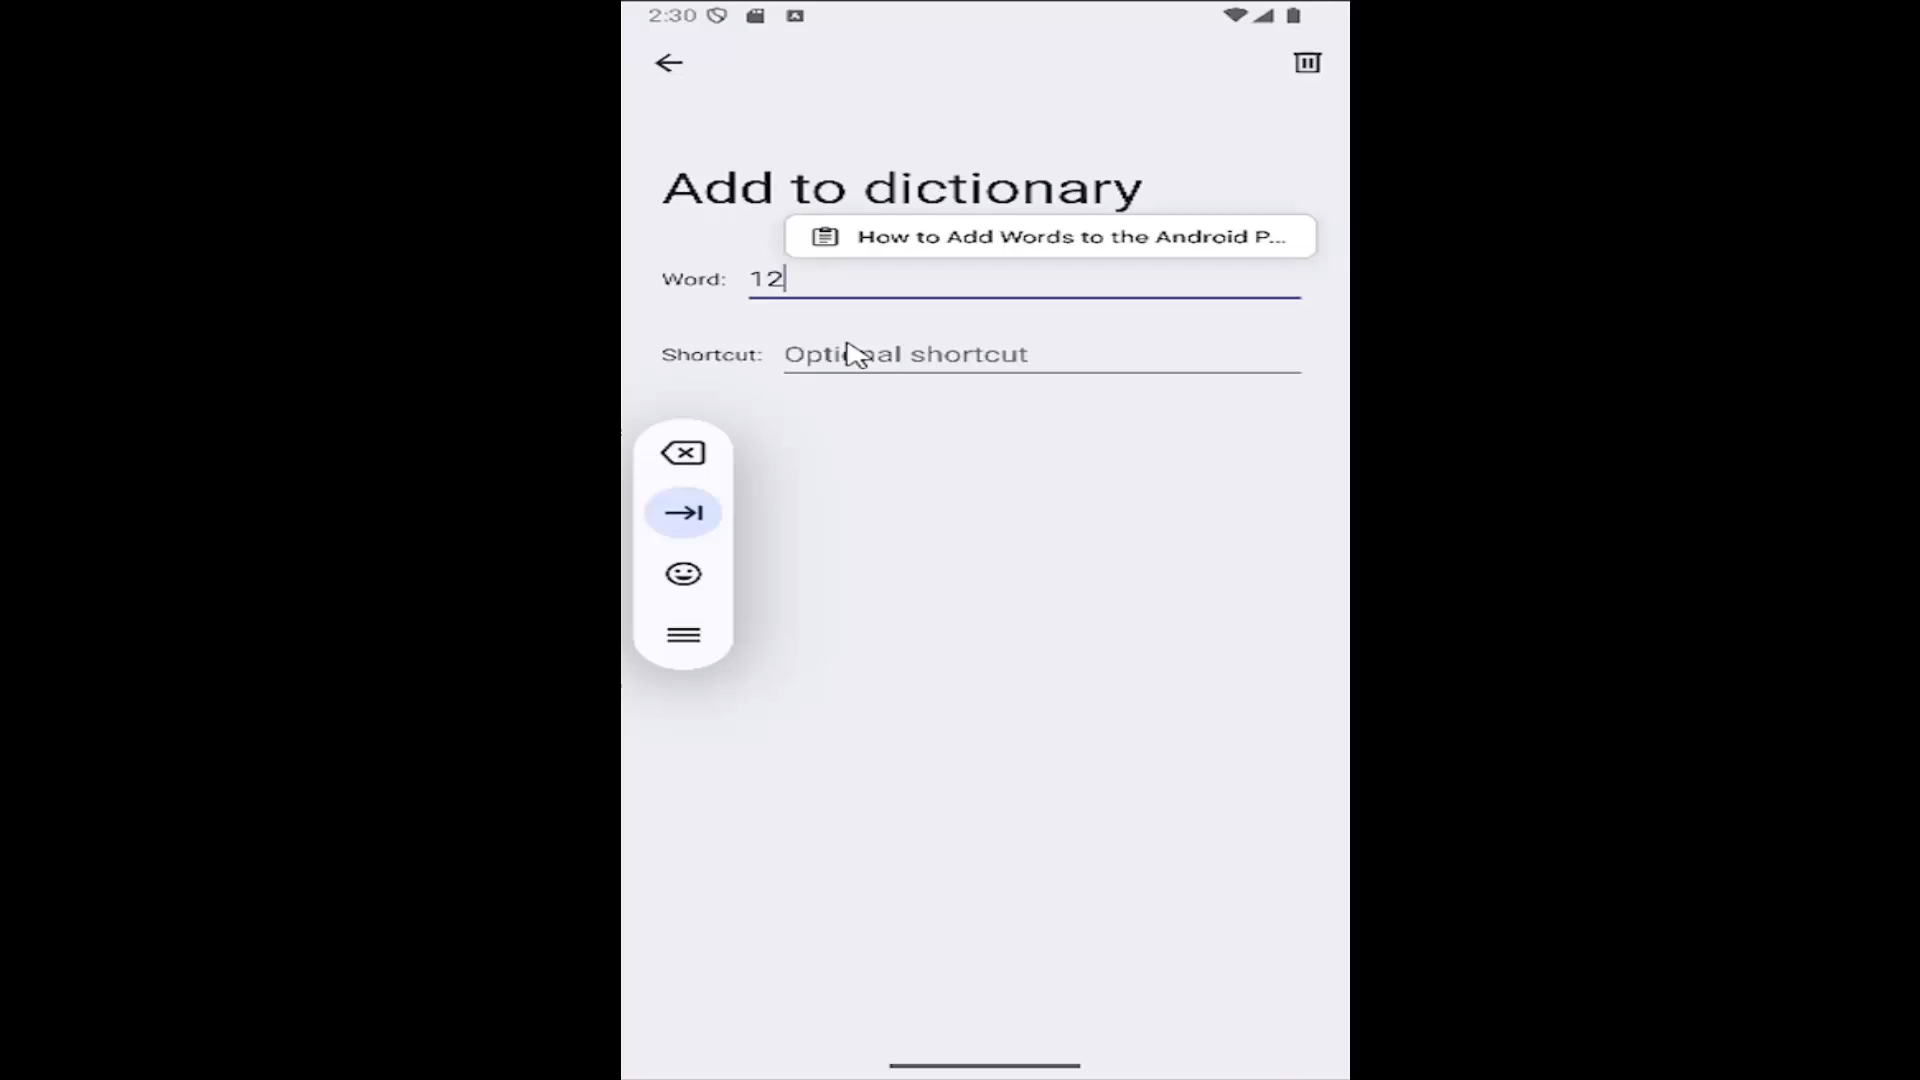 2:30
Add to dictionary
How to Add Words to the Android P...
Word: 12
Shortcut: Optional shortcut